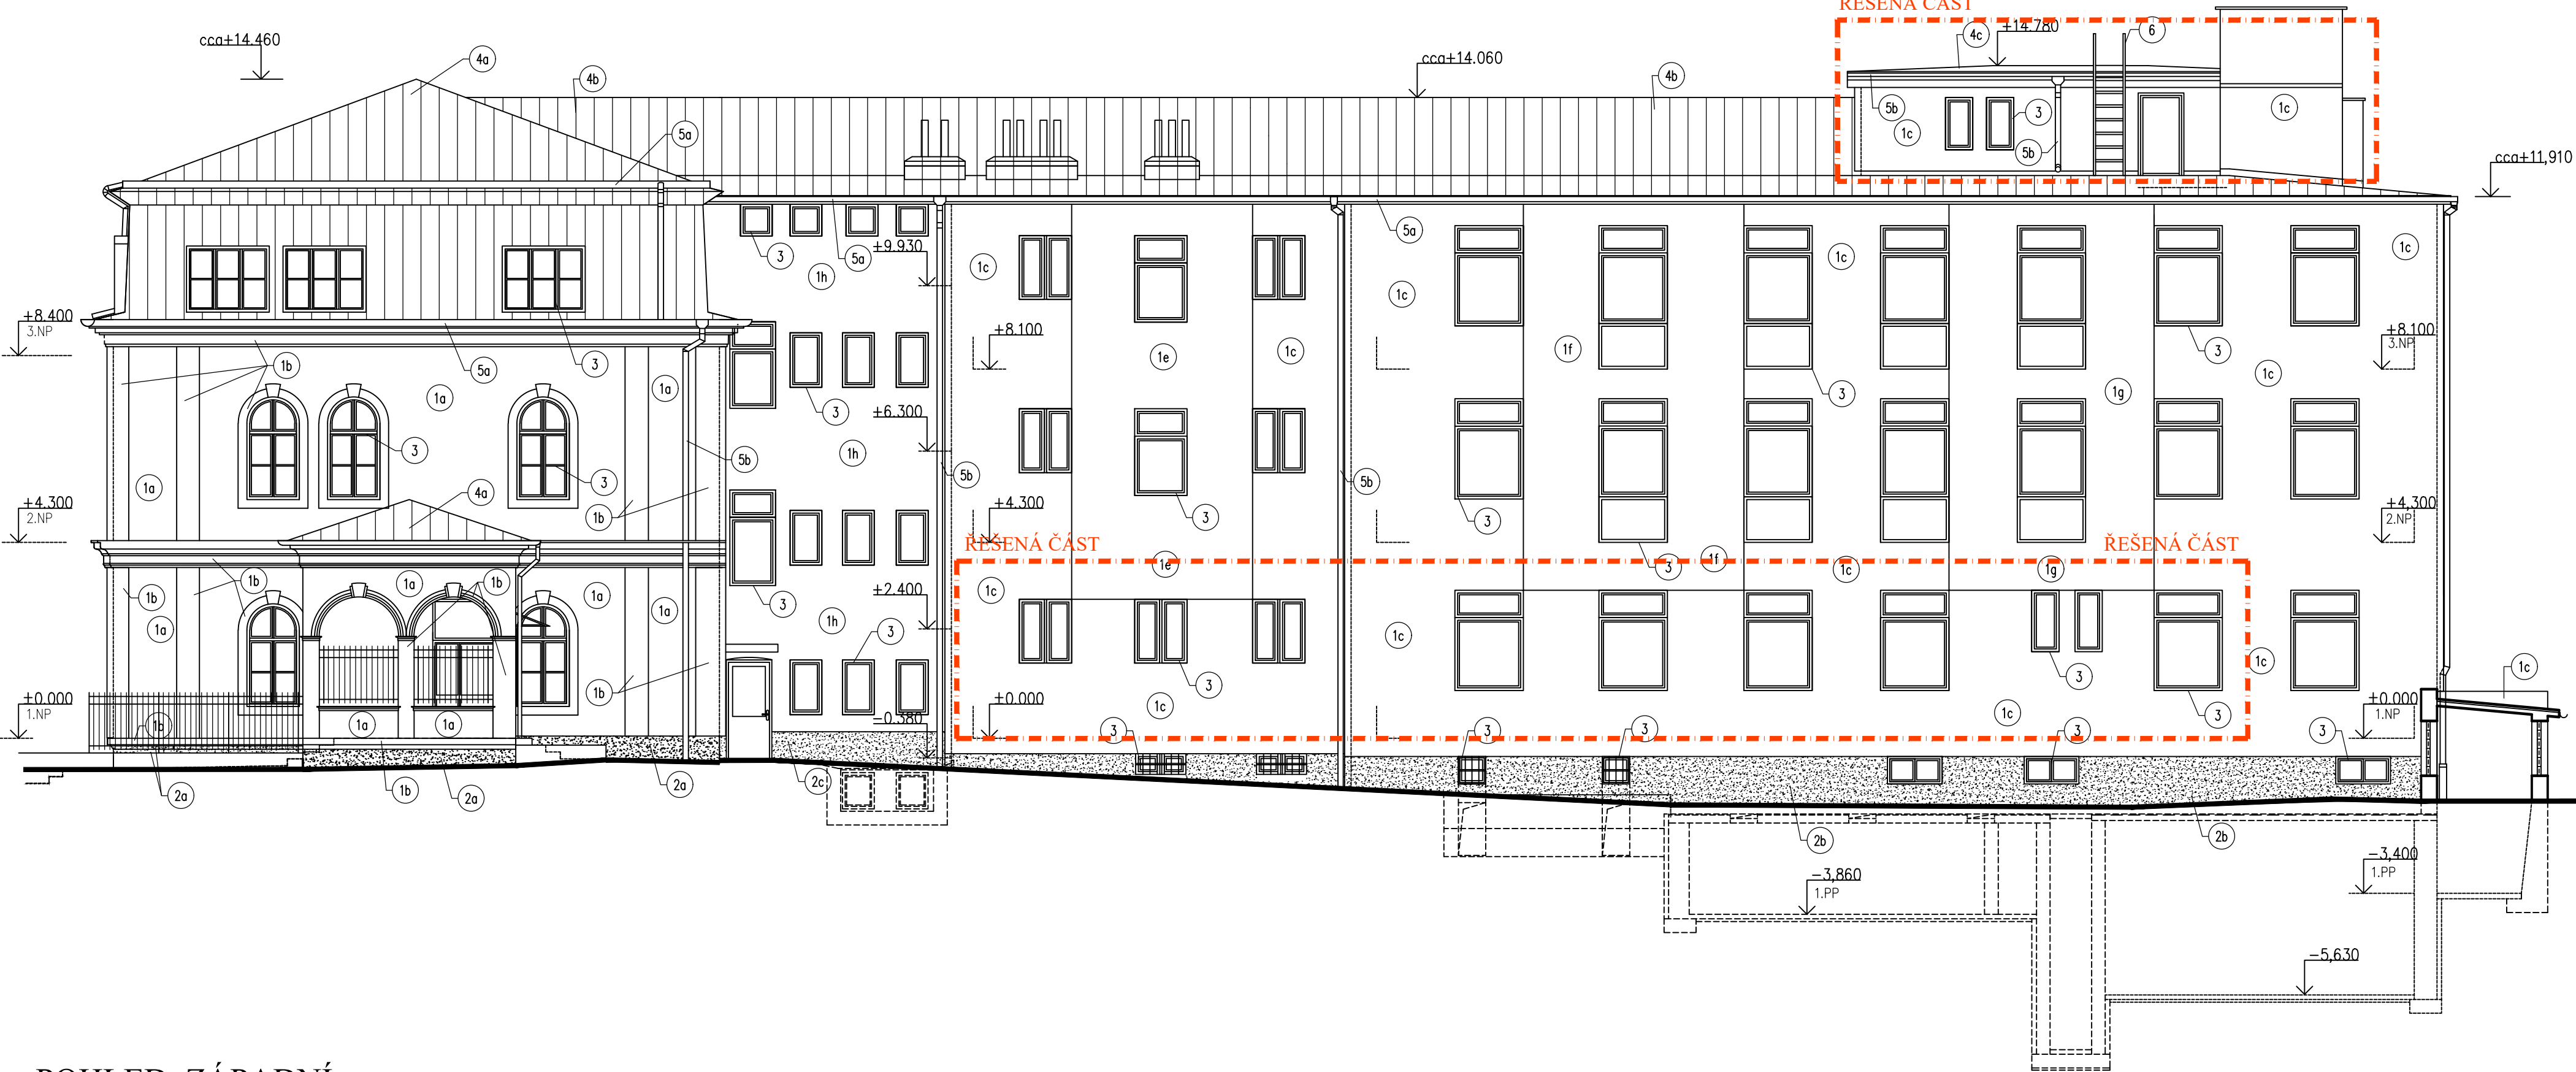 ŘEŠENÁ ČÁST
cca+14.460
4a
4b
cca+14.060
4b
4c
+14.780
6
5b
1c
3
5b
1c
cca+11,910
5a
3
1h
5a
+9.930
1c
5a
1c
1c
1c
+8.400
3.NP
1b
5a
3
1a
1a
3
+8.100
1e
1c
1f
3
1g
3
1c
+8.100
3.NP
+6.300
3
3
5b
1h
5b
5b
1a
4a
1b
+4.300
2.NP
+4.300
3
3
+4,300
2.NP
ŘEŠENÁ ČÁST
ŘEŠENÁ ČÁST
1e
3
1f
1c
1g
1b
1b
1a
1a
1b
1a
1a
3
+2.400
1h
3
1c
1c
1c
1c
3
3
3
1b
+0.000
1.NP
1b
1a
1a
-0.380
+0.000
1c
1c
+0.000
1.NP
3
3
3
3
3
2a
1b
2a
2a
2c
2b
2b
-3,860
1.PP
-3,400
1.PP
-5,630
POHLED ZÁPADNÍ